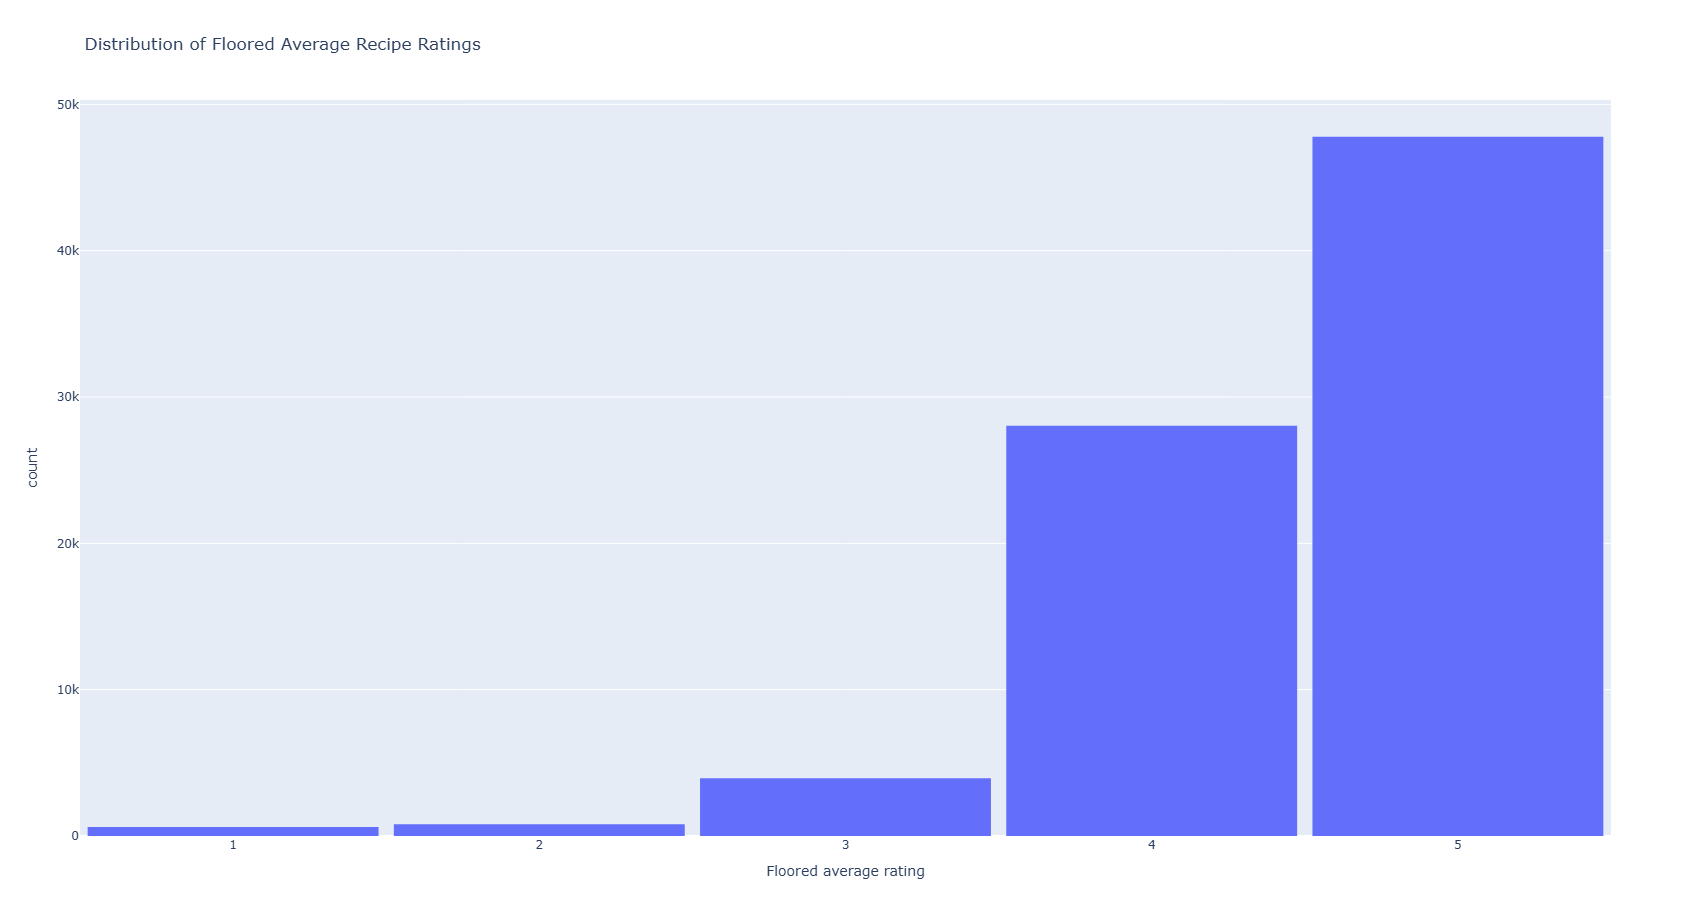 Distribution of Floored Average Recipe Ratings
50k
40k
30k
20k
10k
0
count
1 2 3 4 5
Floored average rating